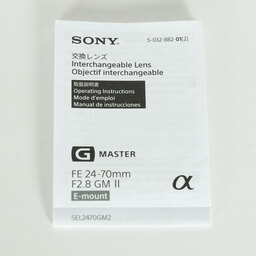 SONY
5-032-882-01(2)
交換レンズ
Interchangeable Lens
Objectif interchangeable
取扱説明書
Operating Instructions
Mode d'emploi
Manual de instrucciones
G MASTER
FE 24-70mm
F2.8 GM II
α
E-mount
SEL2470GM2